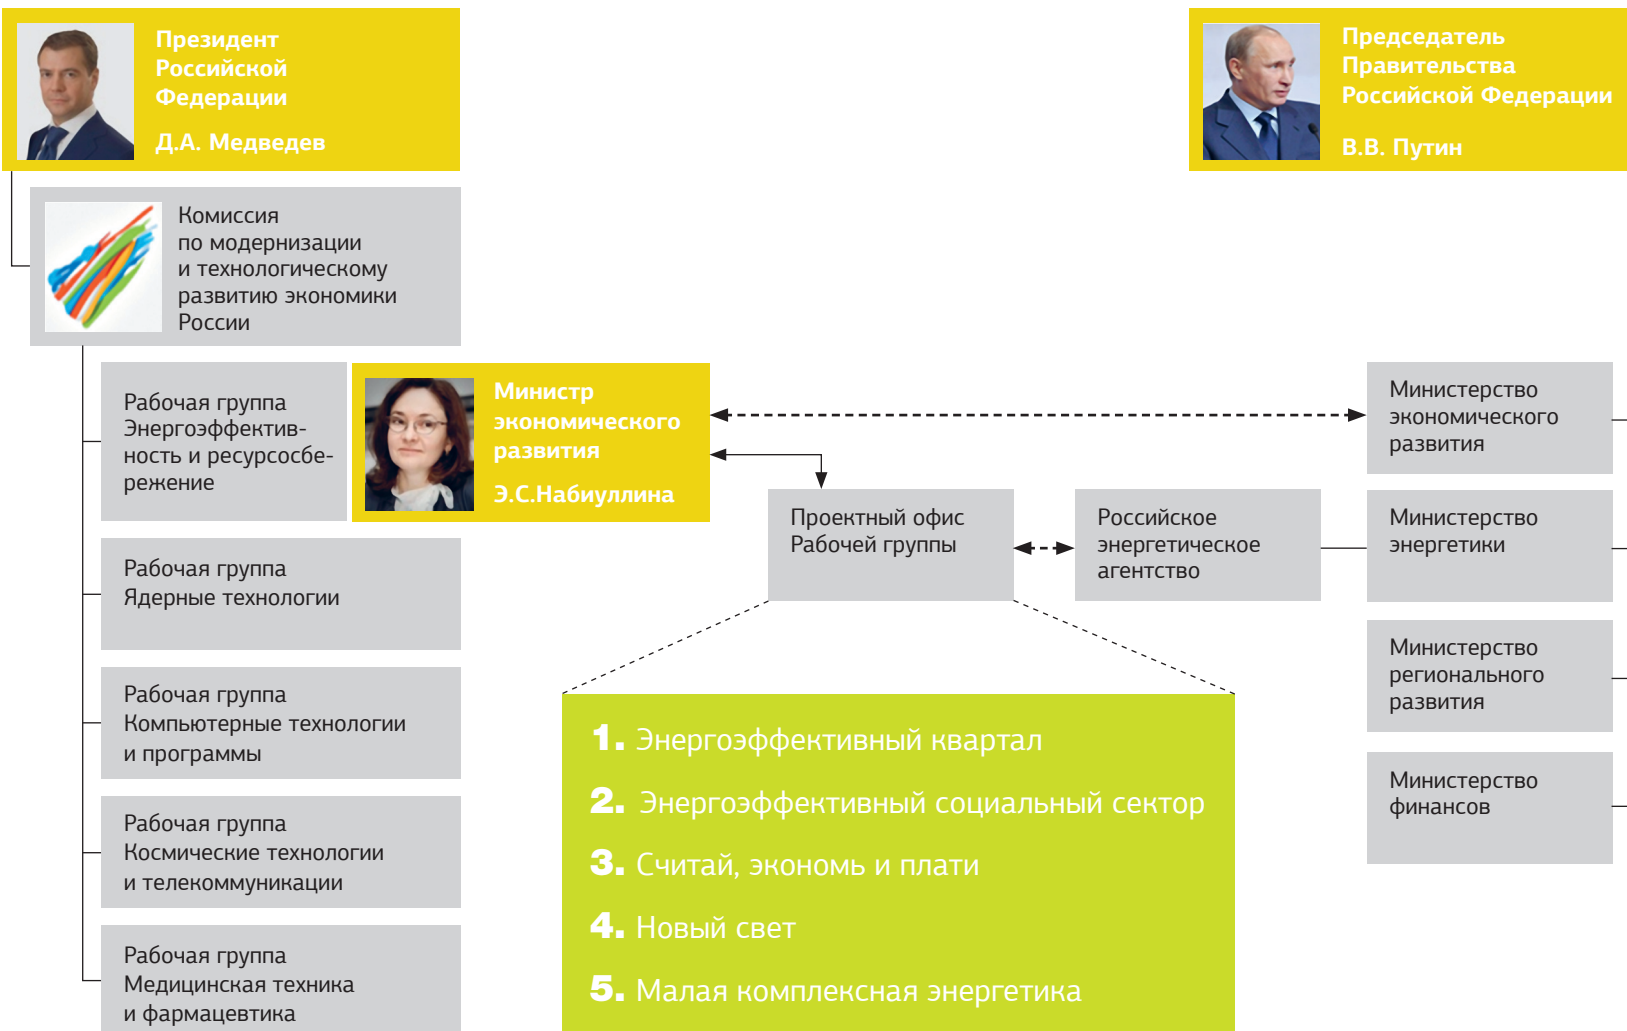 Президент
Российской
Федерации
Д.А. Медведев
Председатель
Правительства
Российской Федерации
В.В. Путин
Комиссия
по модернизации
и технологическому
развитию экономики
России
Рабочая группа
Энергоэффектив-
ность и ресурсосбе-
режение
Министр
экономического
развития
Э.С.Набиуллина
Министерство
экономического
развития
Проектный офис
Рабочей группы
Российское
энергетическое
агентство
Министерство
энергетики
Рабочая группа
Ядерные технологии
Министерство
регионального
развития
Рабочая группа
Компьютерные технологии
и программы
Министерство
финансов
Рабочая группа
Космические технологии
и телекоммуникации
Рабочая группа
Медицинская техника
и фармацевтика
1. Энергоэффективный квартал
2. Энергоэффективный социальный сектор
3. Считай, экономь и плати
4. Новый свет
5. Малая комплексная энергетика